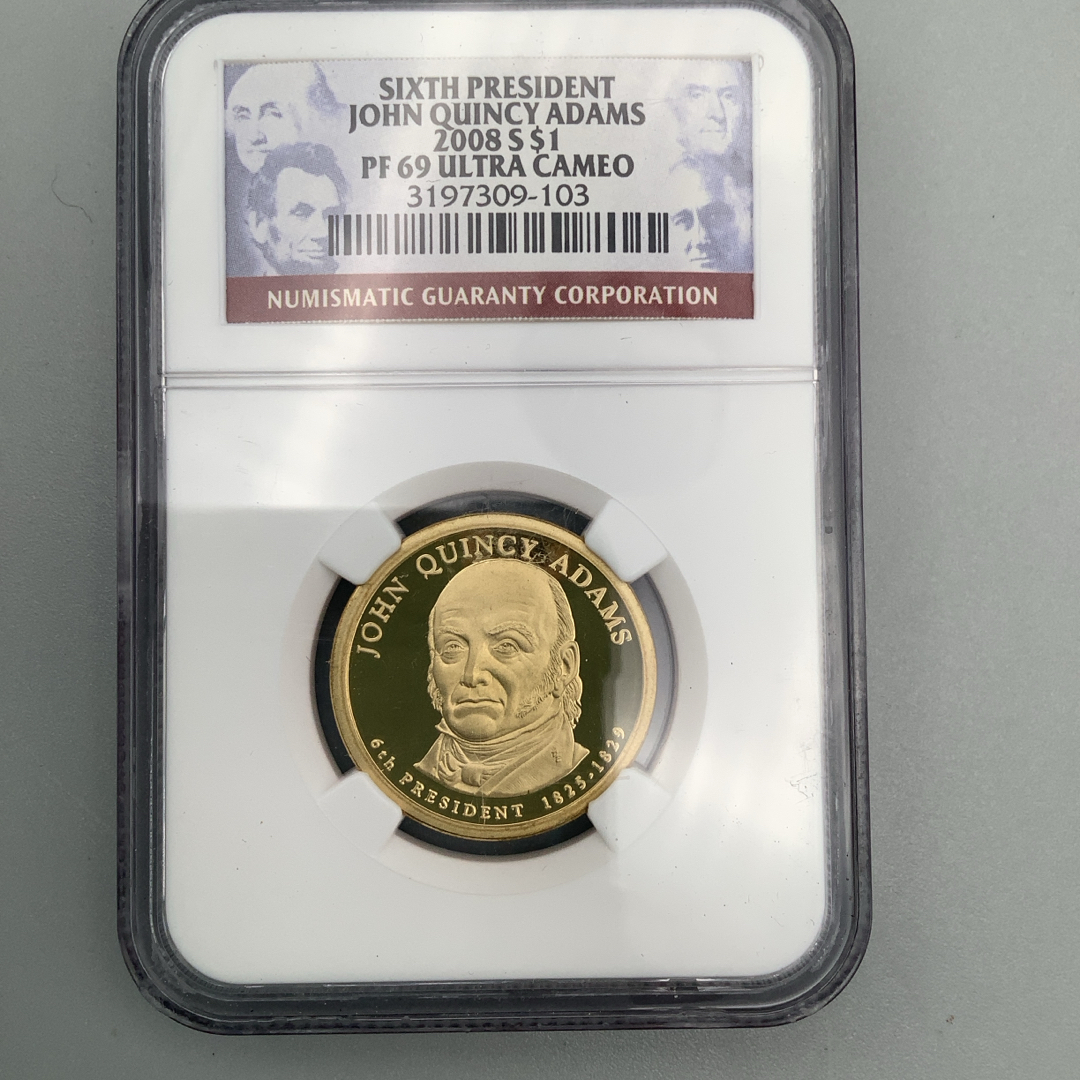 SIXTH PRESIDENT
JOHN QUINCY ADAMS
2008 S $1
PF 69 ULTRA CAMEO
3197309-103
NUMISMATIC GUARANTY CORPORATION
JOHN QUINCY ADAMS
6th PRESIDENT 1825-1829